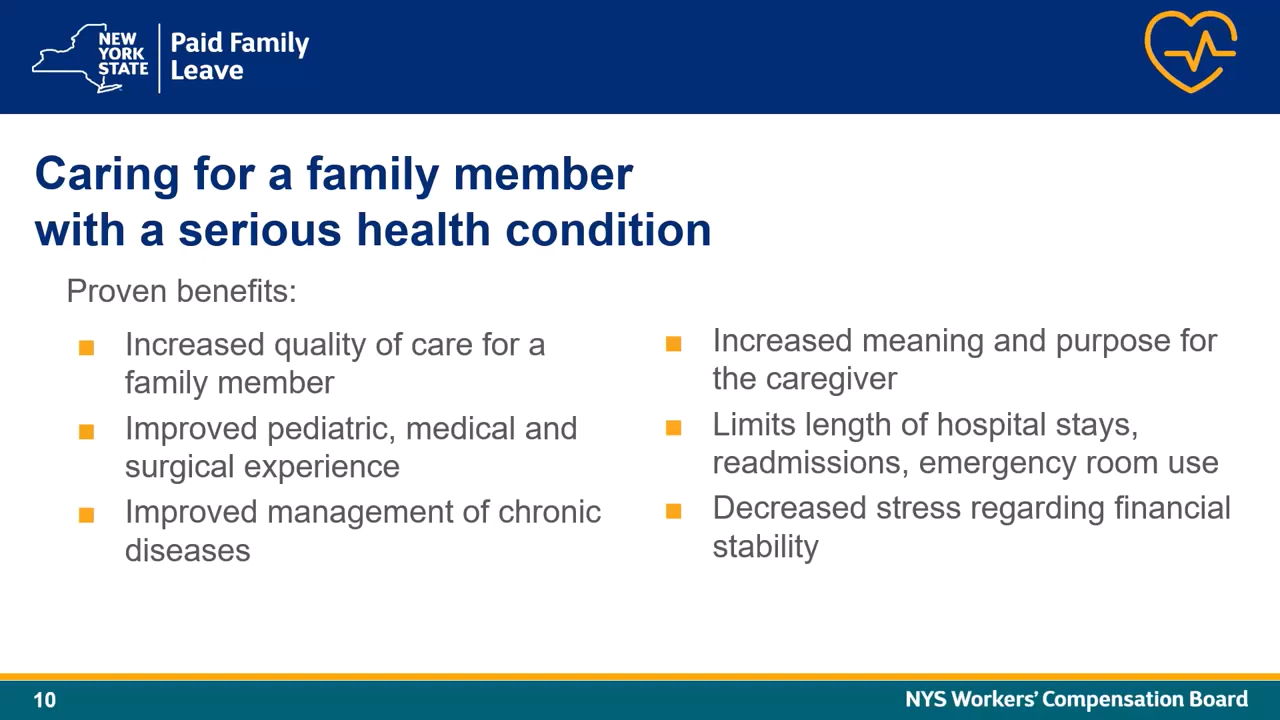 NEW
YORK
STATE
Paid Family
Leave
Caring for a family member
with a serious health condition
Proven benefits:
■ Increased quality of care for a
family member
■ Improved pediatric, medical and
surgical experience
■ Improved management of chronic
diseases
■ Increased meaning and purpose for
the caregiver
■ Limits length of hospital stays,
readmissions, emergency room use
■ Decreased stress regarding financial
stability
10
NYS Workers’ Compensation Board